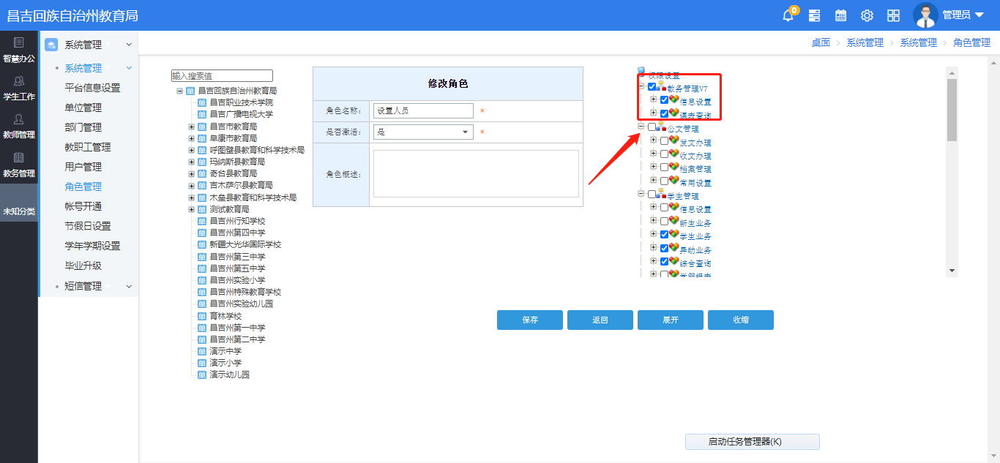 昌吉回族自治州教育局
0
管理员
桌面 > 系统管理 > 系统管理 > 角色管理
智慧办公
学生工作
教师管理
教务管理
未知分类
系统管理
系统管理
平台信息设置
单位管理
部门管理
教职工管理
用户管理
角色管理
帐号开通
节假日设置
学年学期设置
毕业升级
短信管理
输入搜索值
昌吉回族自治州教育局
昌吉职业技术学院
昌吉广播电视大学
昌吉市教育局
阜康市教育局
呼图壁县教育和科学技术局
玛纳斯县教育局
奇台县教育局
吉木萨尔县教育局
木垒县教育和科学技术局
测试教育局
昌吉州行知学校
昌吉州第四中学
新疆大光华国际学校
昌吉州第三中学
昌吉州第五中学
昌吉州实验小学
昌吉州特殊教育学校
昌吉州实验幼儿园
育林学校
昌吉州第一中学
昌吉州第二中学
演示中学
演示小学
演示幼儿园
修改角色
角色名称: 设置人员 *
是否激活: 是 *
角色概述:
权限设置
教务管理V7
信息设置
课表查询
公文管理
发文办理
收文办理
档案管理
常用设置
学生管理
信息设置
新生业务
学生业务
异动业务
综合查询
学籍报表
保存 返回 展开 收缩
启动任务管理器(K)